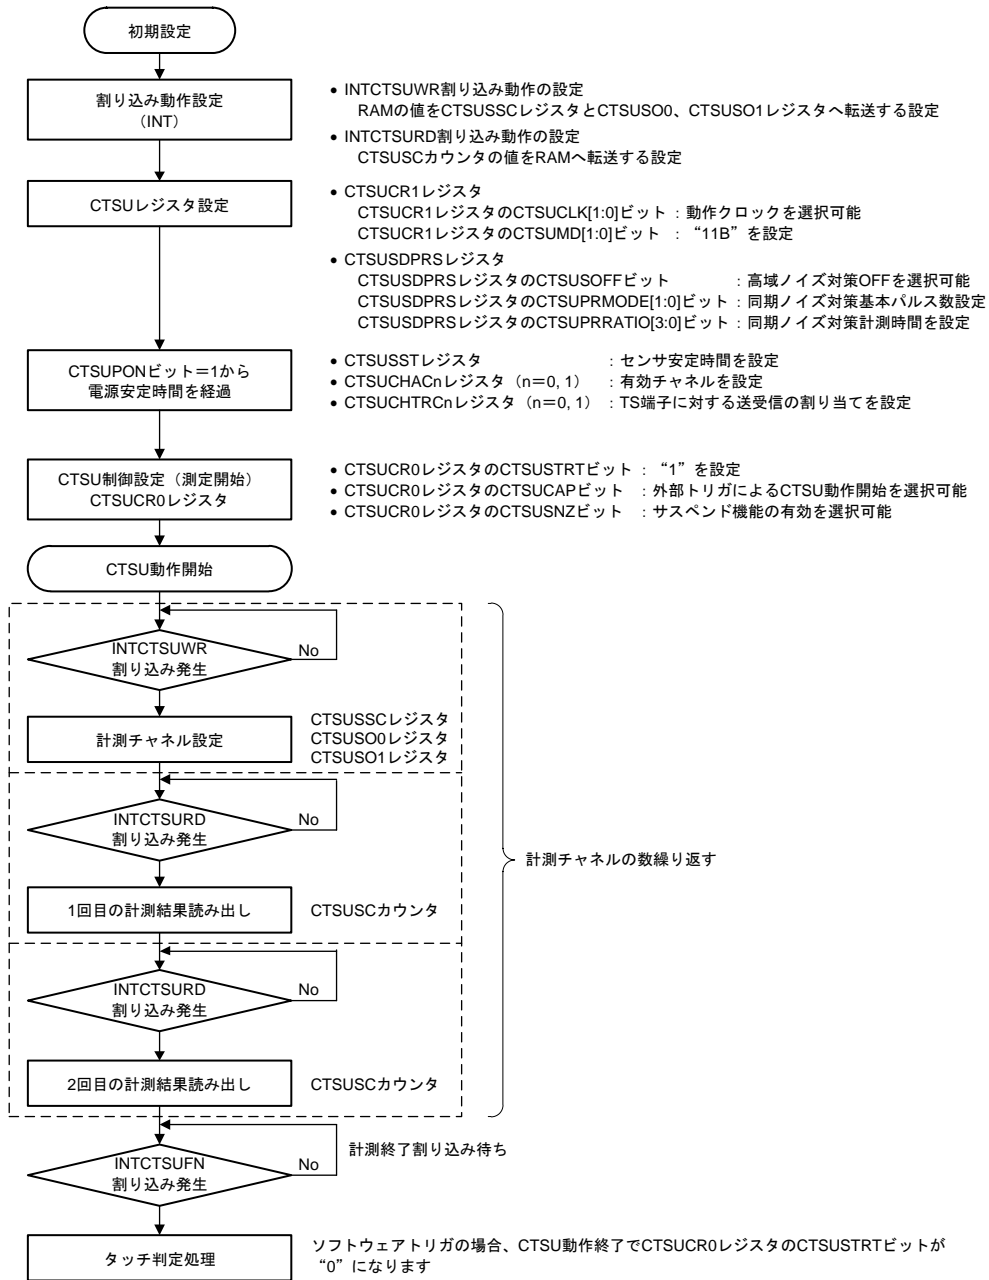 初期設定
割り込み動作設定
（INT）
• INTCTSUWR割り込み動作の設定
RAMの値をCTSUSSCレジスタとCTSUSO0、CTSUSO1レジスタへ転送する設定
• INTCTSURD割り込み動作の設定
CTSUSCカウンタの値をRAMへ転送する設定
CTSUレジスタ設定
• CTSUCR1レジスタ
CTSUCR1レジスタのCTSUCLK[1:0]ビット：動作クロックを選択可能
CTSUCR1レジスタのCTSUMD[1:0]ビット ：“11B”を設定
• CTSUSDPRSレジスタ
CTSUSDPRSレジスタのCTSUSOFFビット ：高域ノイズ対策OFFを選択可能
CTSUSDPRSレジスタのCTSUPRMODE[1:0]ビット：同期ノイズ対策基本パルス数設定
CTSUSDPRSレジスタのCTSUPRRATIO[3:0]ビット：同期ノイズ対策計測時間を設定
CTSUPONビット＝1から
電源安定時間を経過
• CTSUSSTレジスタ ：センサ安定時間を設定
• CTSUCHACnレジスタ（n＝0, 1） ：有効チャネルを設定
• CTSUCHTRCnレジスタ（n＝0, 1）：TS端子に対する送受信の割り当てを設定
CTSU制御設定（測定開始）
CTSUCR0レジスタ
• CTSUCR0レジスタのCTSUSTRTビット：“1”を設定
• CTSUCR0レジスタのCTSUCAPビット ：外部トリガによるCTSU動作開始を選択可能
• CTSUCR0レジスタのCTSUSNZビット ：サスペンド機能の有効を選択可能
CTSU動作開始
INTCTSUWR
割り込み発生
No
計測チャネル設定
CTSUSSCレジスタ
CTSUSO0レジスタ
CTSUSO1レジスタ
INTCTSURD
割り込み発生
No
計測チャネルの数繰り返す
1回目の計測結果読み出し
CTSUSCカウンタ
INTCTSURD
割り込み発生
No
2回目の計測結果読み出し
CTSUSCカウンタ
INTCTSUFN
割り込み発生
No
計測終了割り込み待ち
タッチ判定処理
ソフトウェアトリガの場合、CTSU動作終了でCTSUCR0レジスタのCTSUSTRTビットが
“0”になります